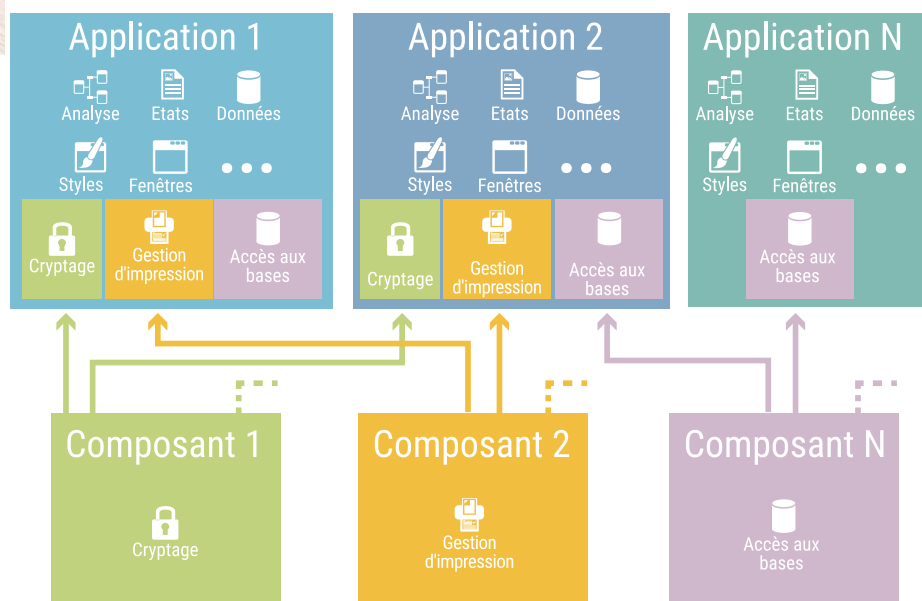 Application 1
Analyse
Etats
Données
Styles
Fenêtres
Cryptage
Gestion
d'impression
Accès aux
bases
Application 2
Analyse
Etats
Données
Styles
Fenêtres
Cryptage
Gestion
d'impression
Accès aux
bases
Application N
Analyse
Etats
Données
Styles
Fenêtres
Accès aux
bases
Composant 1
Cryptage
Composant 2
Gestion
d'impression
Composant N
Accès aux
bases